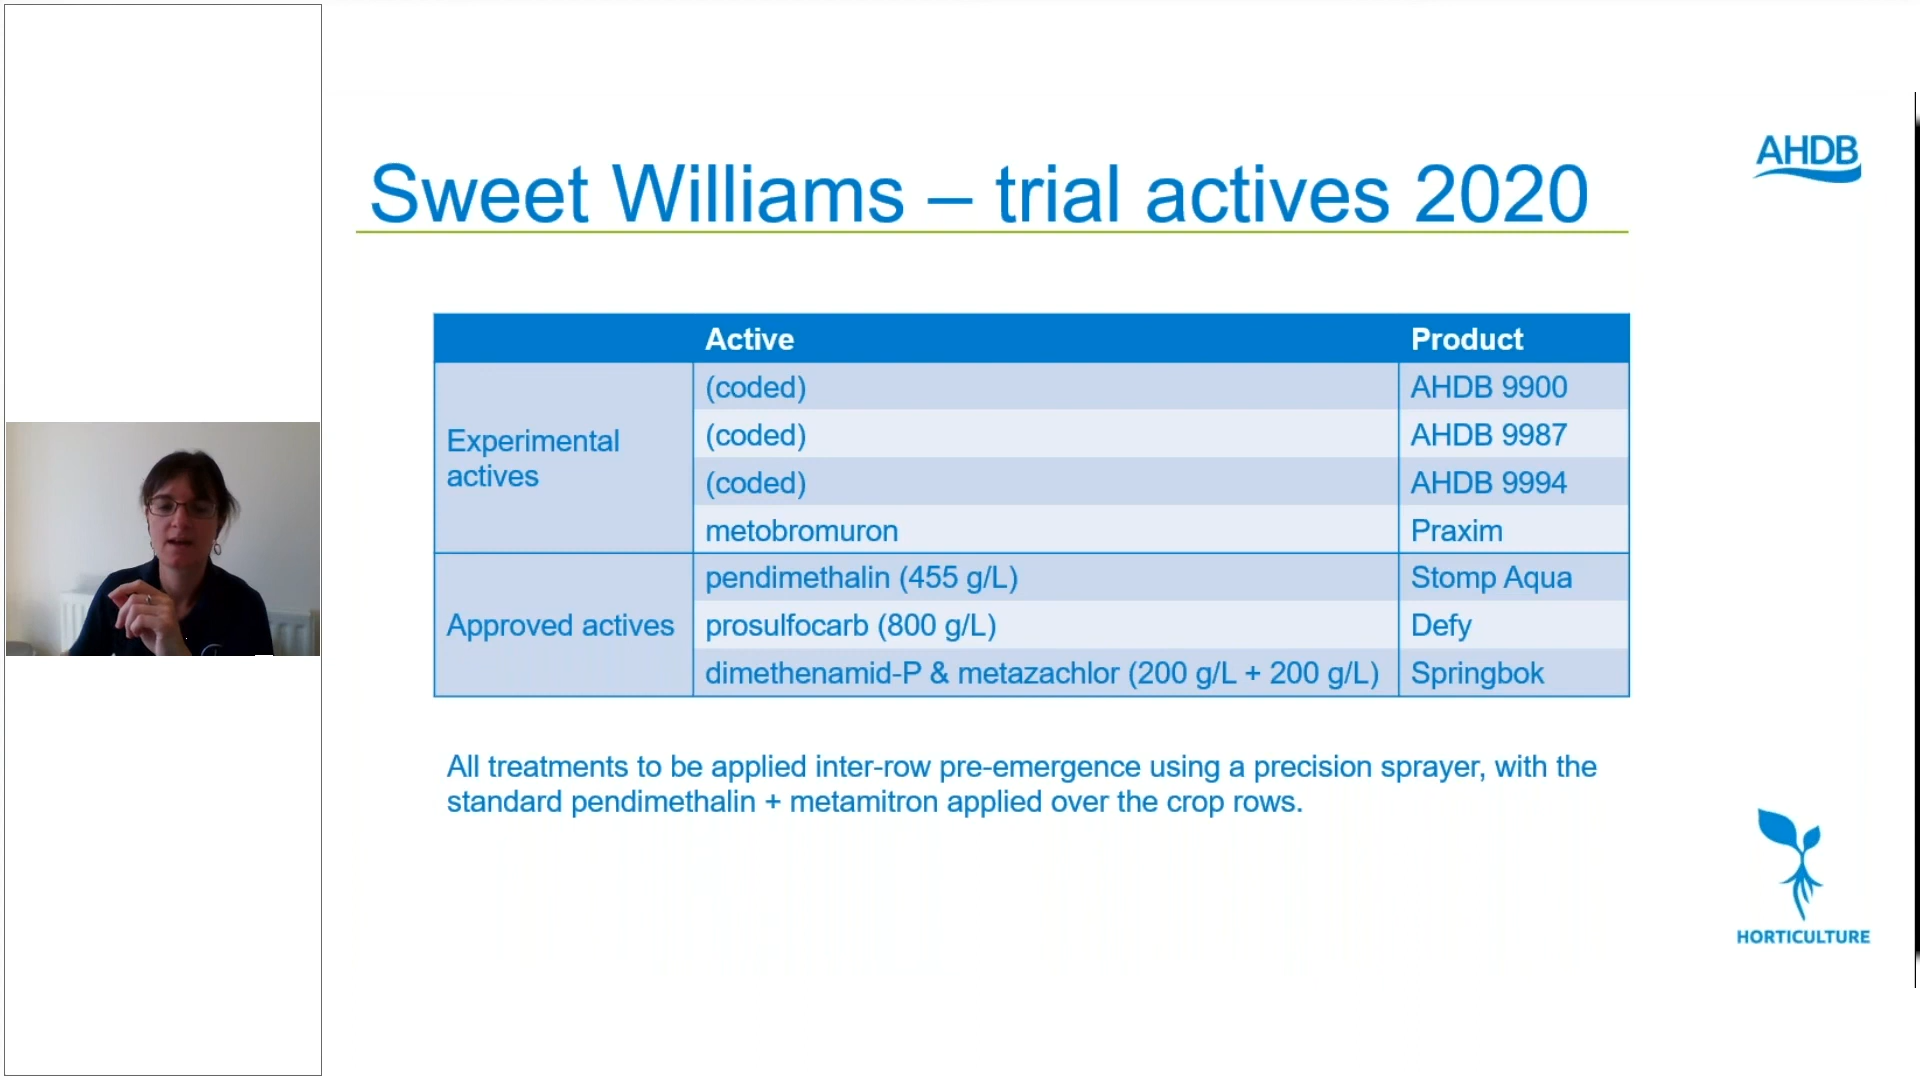 AHDB
Sweet Williams – trial actives 2020
Active Product
Experimental
actives
(coded) AHDB 9900
(coded) AHDB 9987
(coded) AHDB 9994
metobromuron Praxim
Approved actives
pendimethalin (455 g/L) Stomp Aqua
prosulfocarb (800 g/L) Defy
dimethenamid-P & metazachlor (200 g/L + 200 g/L) Springbok
All treatments to be applied inter-row pre-emergence using a precision sprayer, with the
standard pendimethalin + metamitron applied over the crop rows.
HORTICULTURE